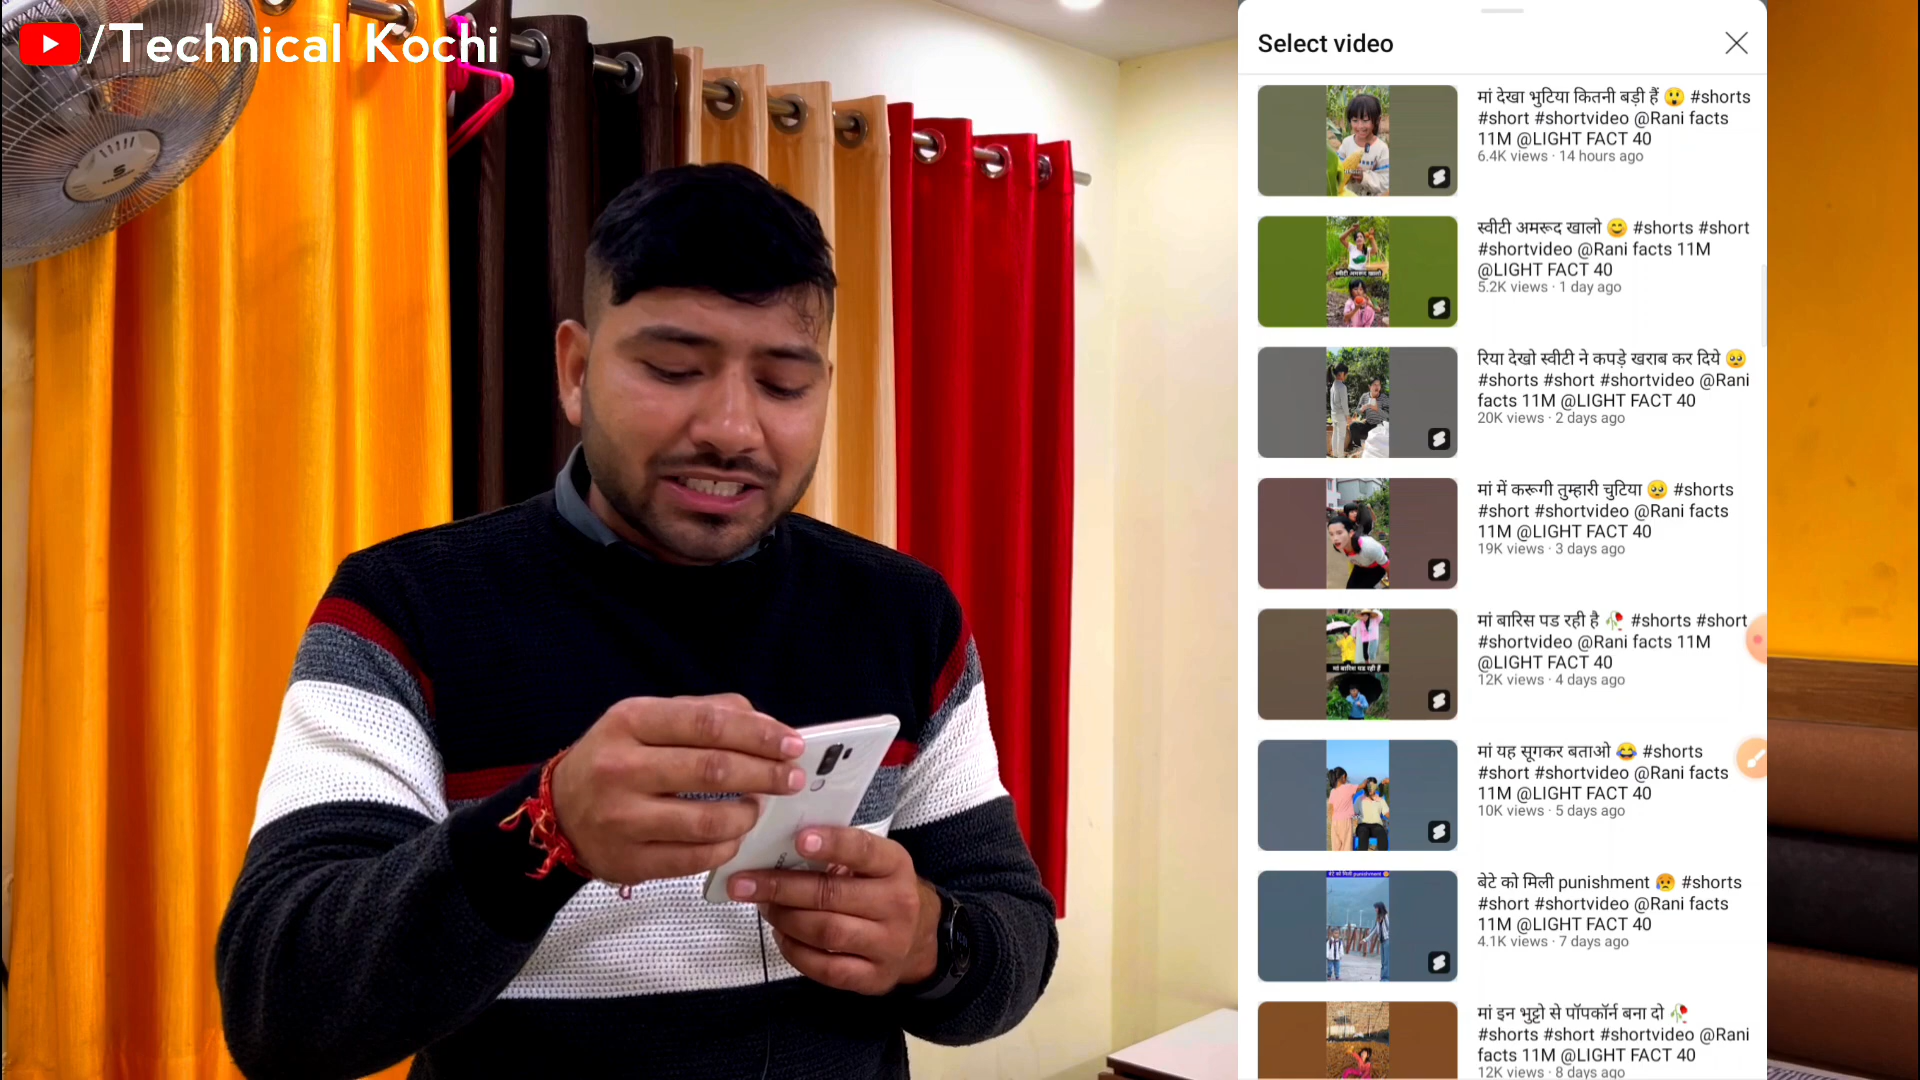 /Technical Kochi
Select video
मां देखा भुटिया कितनी बड़ी हैं 😲 #shorts
#short #shortvideo @Rani facts
11M @LIGHT FACT 40
6.4K views · 14 hours ago
स्वीटी अमरूद खालो 😊 #shorts #short
#shortvideo @Rani facts 11M
@LIGHT FACT 40
5.2K views · 1 day ago
स्वीटी अमरूद खालो
रिया देखो स्वीटी ने कपड़े खराब कर दिये 🥺
#shorts #short #shortvideo @Rani
facts 11M @LIGHT FACT 40
20K views · 2 days ago
मां में करूगी तुम्हारी चुटिया 🥺 #shorts
#short #shortvideo @Rani facts
11M @LIGHT FACT 40
19K views · 3 days ago
मां बारिस पड रही है 🥀 #shorts #short
#shortvideo @Rani facts 11M
@LIGHT FACT 40
12K views · 4 days ago
मां बारिस पड रही हैं
मां यह सूगकर बताओ 😂 #shorts
#short #shortvideo @Rani facts
11M @LIGHT FACT 40
10K views · 5 days ago
बेटे को मिली punishment
बेटे को मिली punishment 😥 #shorts
#short #shortvideo @Rani facts
11M @LIGHT FACT 40
4.1K views · 7 days ago
मां इन भुट्टो से पॉपकॉर्न बना दो 🥀
#shorts #short #shortvideo @Rani
facts 11M @LIGHT FACT 40
12K views · 8 days ago